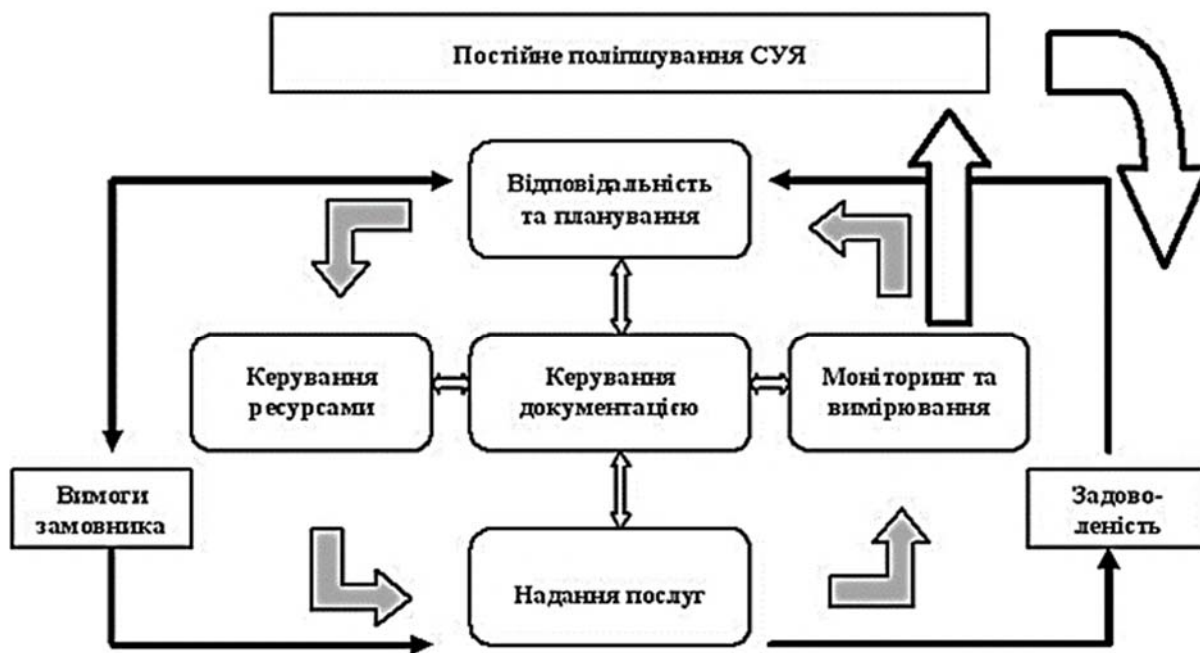 Постійне поліпшування СУЯ
Відповідальність
та планування
Керування
ресурсами
Керування
документацією
Моніторинг та
вимірювання
Вимоги
замовника
Задово-
леність
Надання послуг